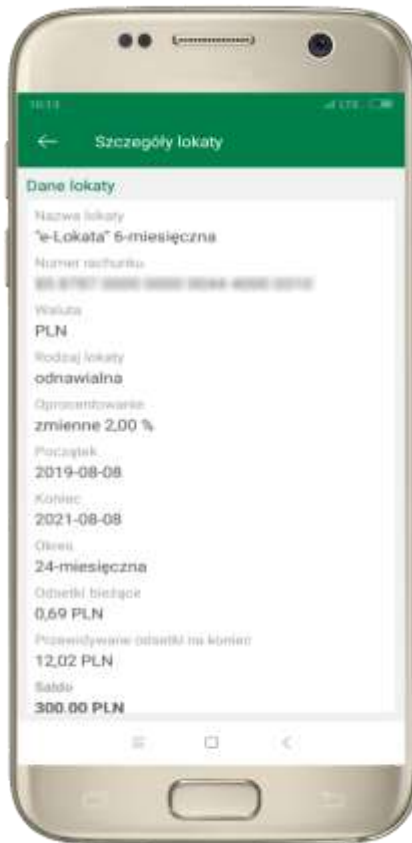 Szczegóły lokaty
Dane lokaty
Nazwa lokaty
"e-Lokata" 6-miesięczna
Numer rachunku
Waluta
PLN
Rodzaj lokaty
odnawialna
Oprocentowanie
zmienne 2,00 %
Początek
2019-08-08
Koniec
2021-08-08
Okres
24-miesięczna
Odsetki bieżące
0,69 PLN
Przewidywane odsetki na koniec
12,02 PLN
Saldo
300.00 PLN